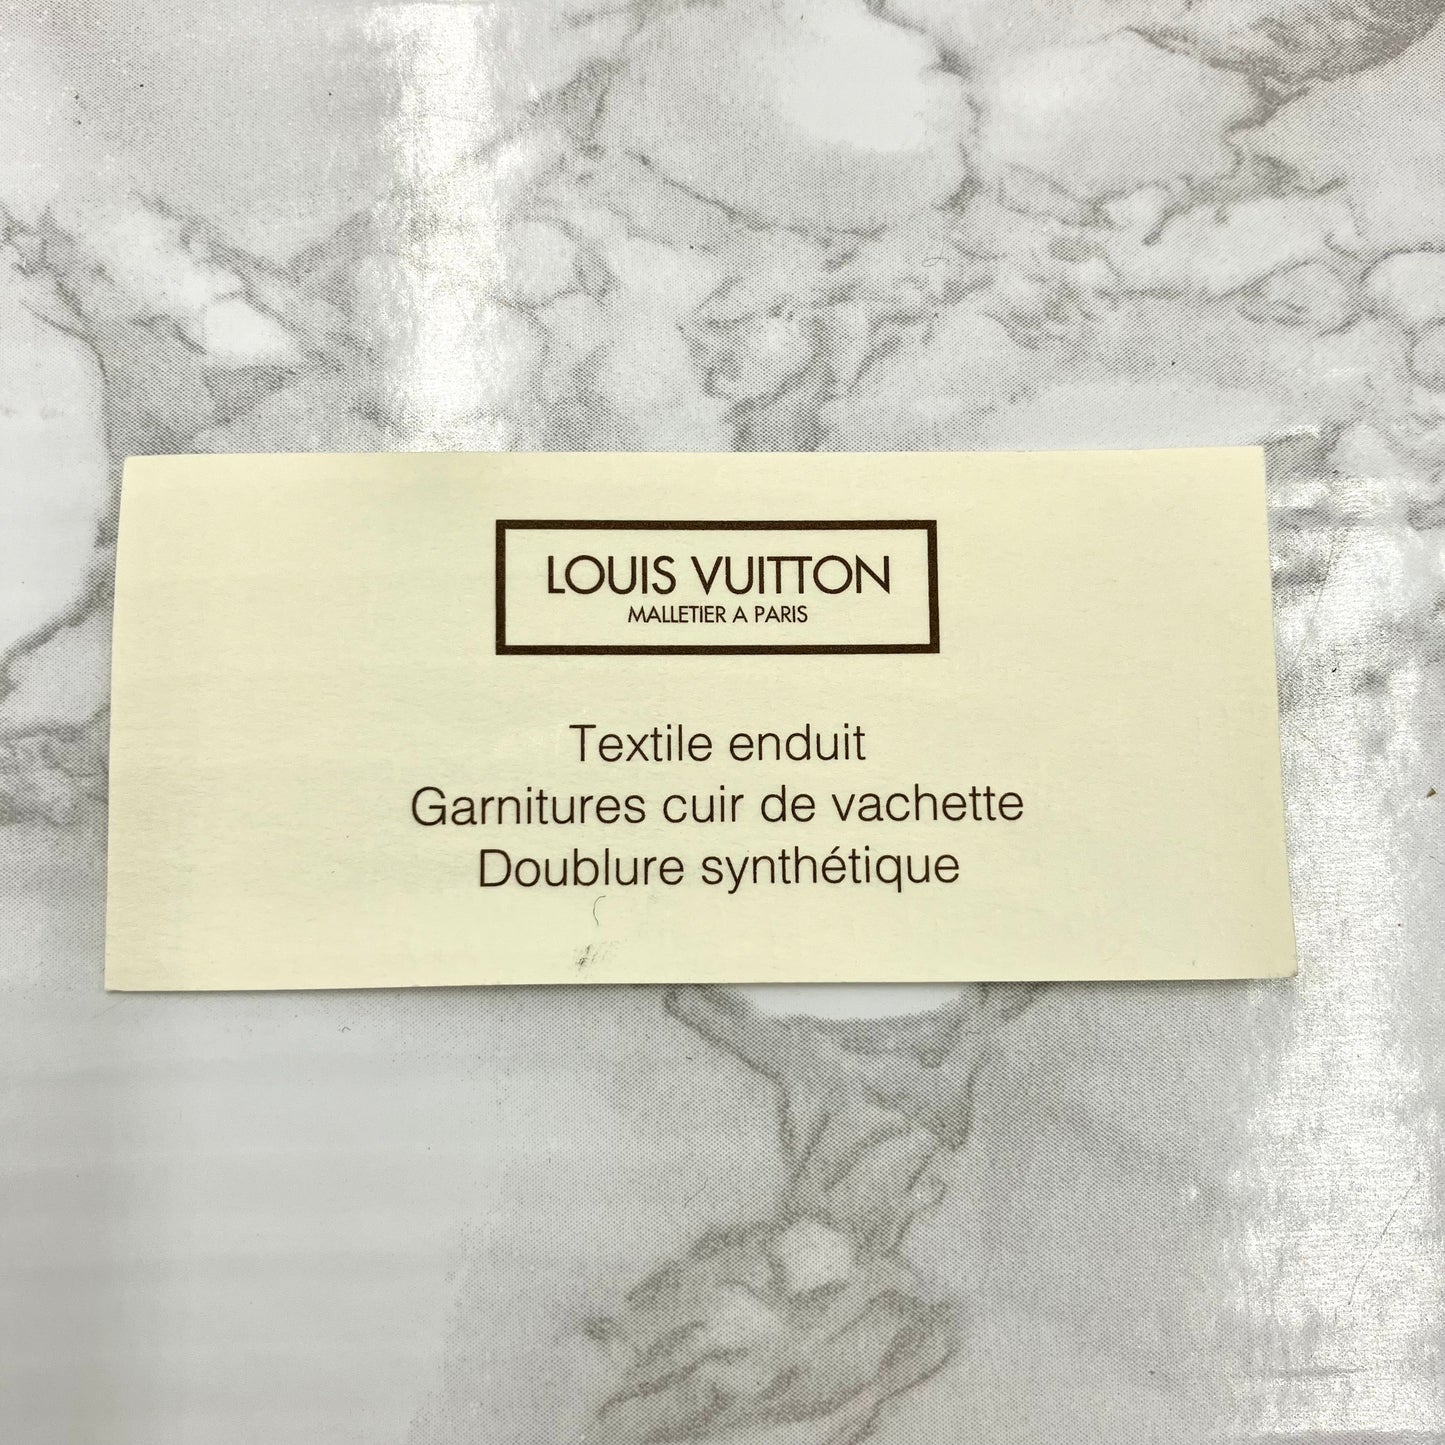 LOUIS VUITTON
MALLETIER A PARIS
Textile enduit
Garnitures cuir de vachette
Doublure synthétique